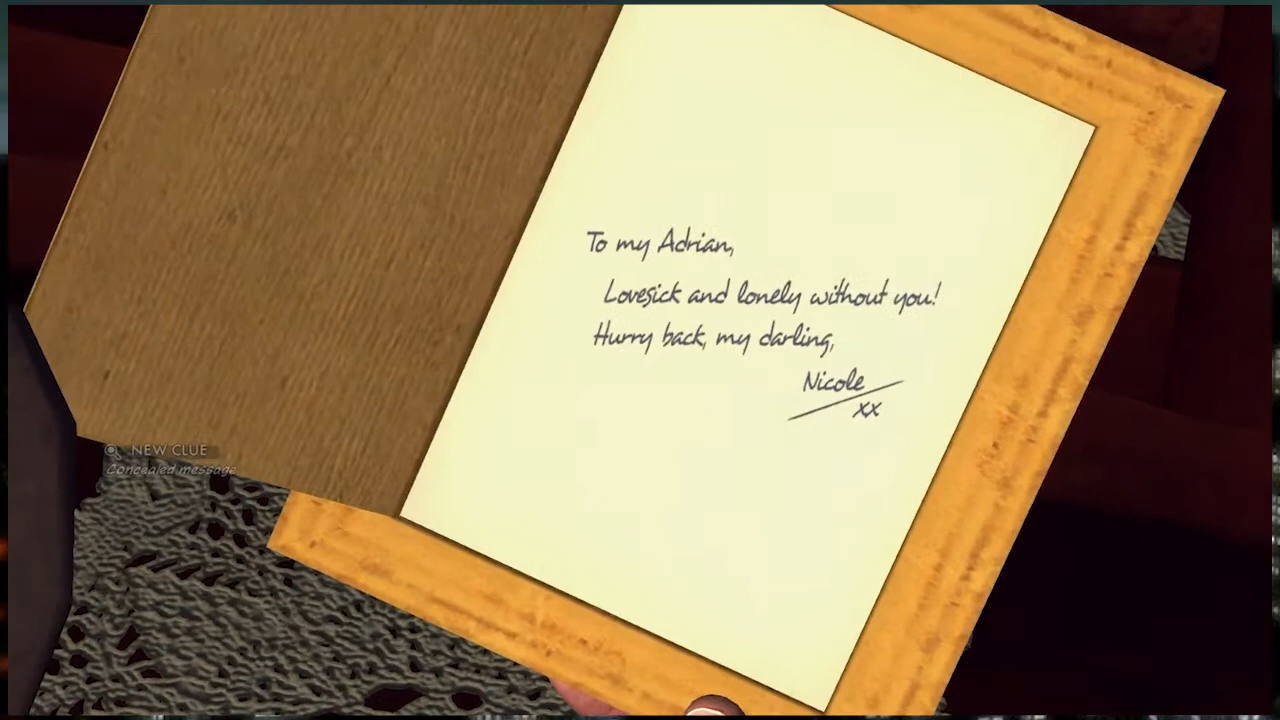 To my Adrian,
Lovesick and lonely without you!
Hurry back, my darling,
Nicole
xx
NEW CLUE
Concealed message